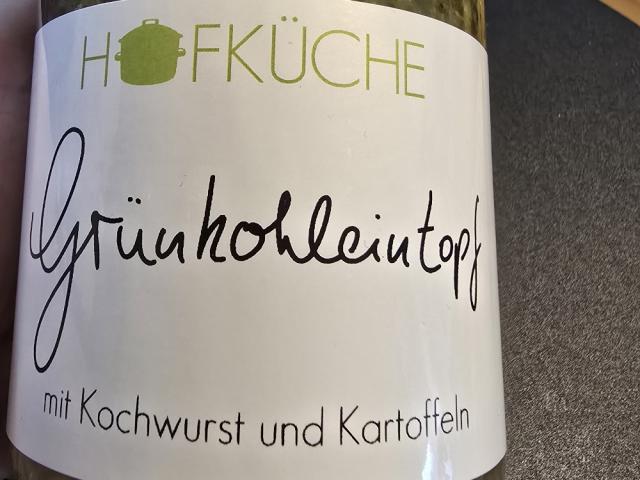 HOFKÜCHE
Grünkohleintopf
mit Kochwurst und Kartoffeln